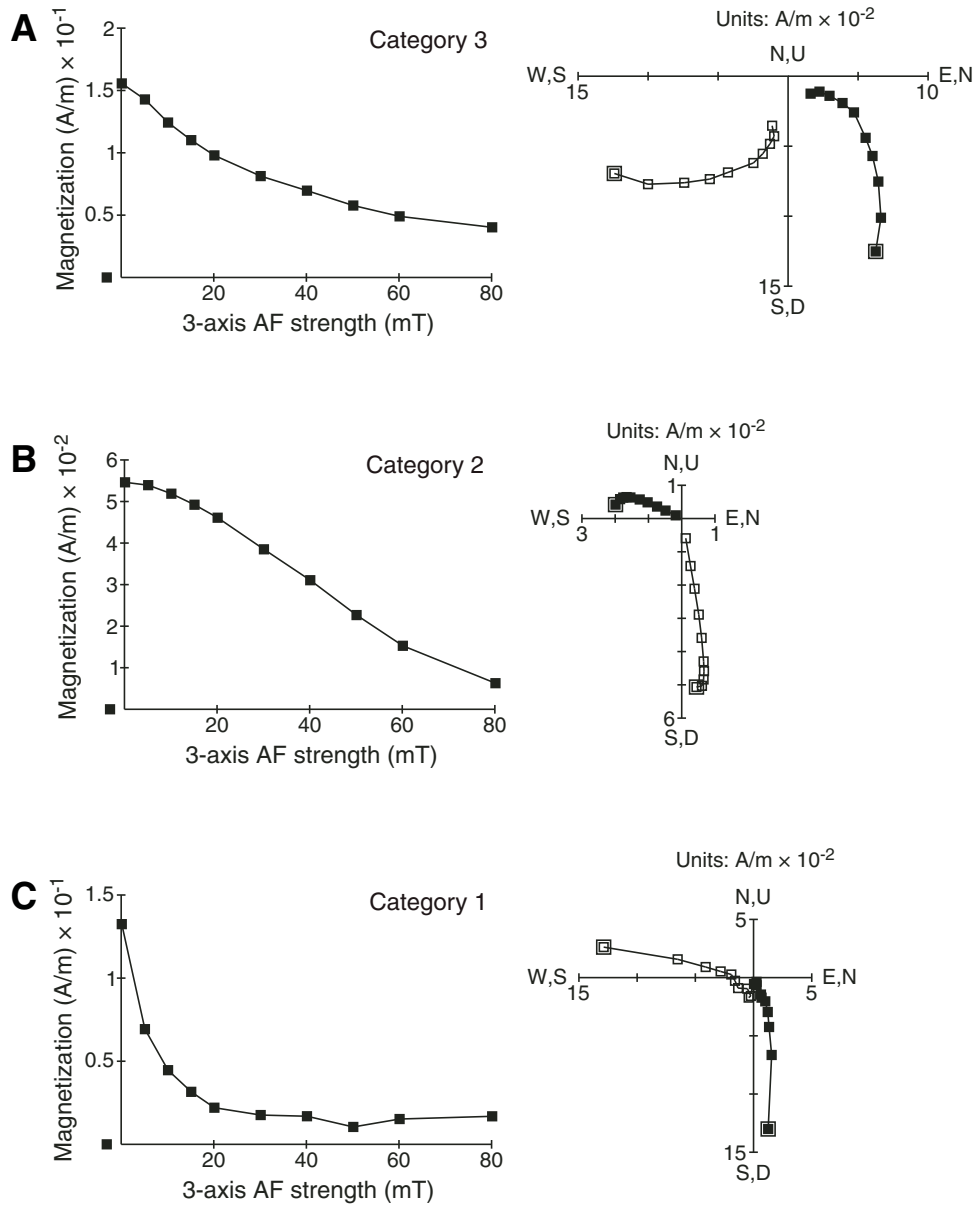 A
Category 3
Magnetization (A/m) × 10-1
2
1.5
1
0.5
20 40 60 80
3-axis AF strength (mT)
Units: A/m × 10-2
N,U
W,S E,N
15 10
15
S,D
B
Category 2
Magnetization (A/m) × 10-2
6
5
4
3
2
1
20 40 60 80
3-axis AF strength (mT)
Units: A/m × 10-2
N,U
1
W,S E,N
3 1
6
S,D
C
Category 1
Magnetization (A/m) × 10-1
1.5
1
0.5
20 40 60 80
3-axis AF strength (mT)
Units: A/m × 10-2
N,U
5
W,S E,N
15 5
15
S,D